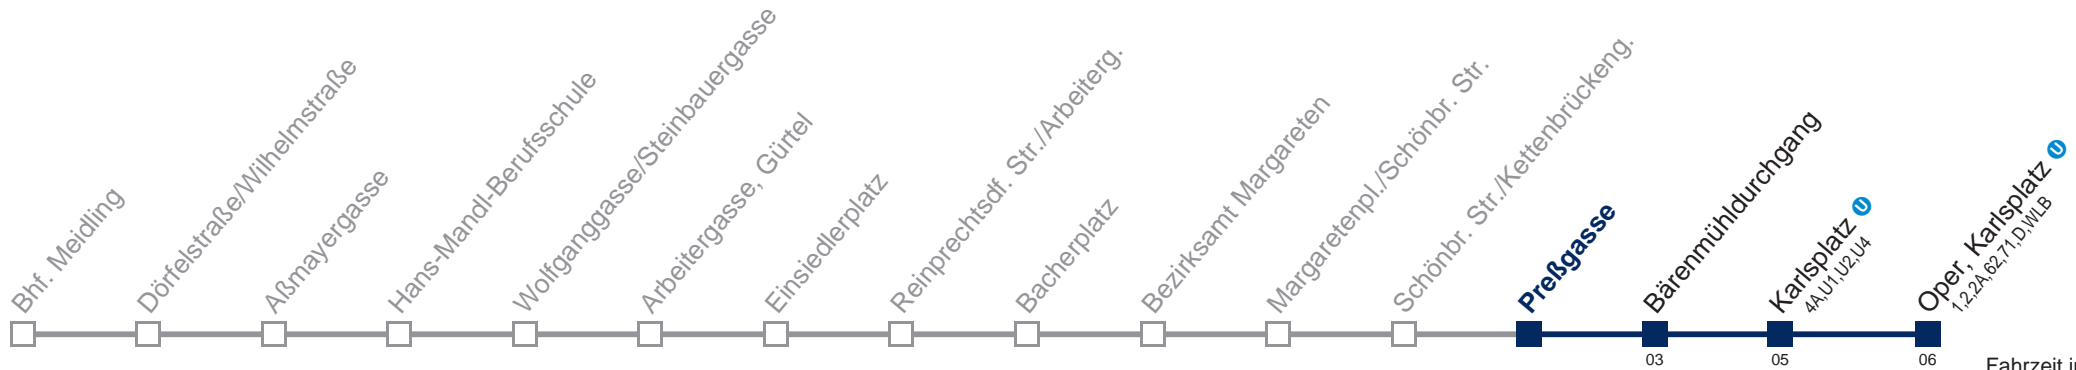 Bhf. Meidling
Dörfelstraße/Wilhelmstraße
Aßmayergasse
Hans-Mandl-Berufsschule
Wolfganggasse/Steinbauergasse
Arbeitergasse, Gürtel
Einsiedlerplatz
Reinprechtsdf. Str./Arbeiterg.
Bacherplatz
Bezirksamt Margareten
Margaretenpl./Schönbr. Str.
Schönbr. Str./Kettenbrückeng.
Preßgasse
Bärenmühldurchgang
Karlsplatz U
4A,U1,U2,U4
Oper, Karlsplatz U
1,2,2A,62,71,D,WLB
03 05 06
Fahrzeit